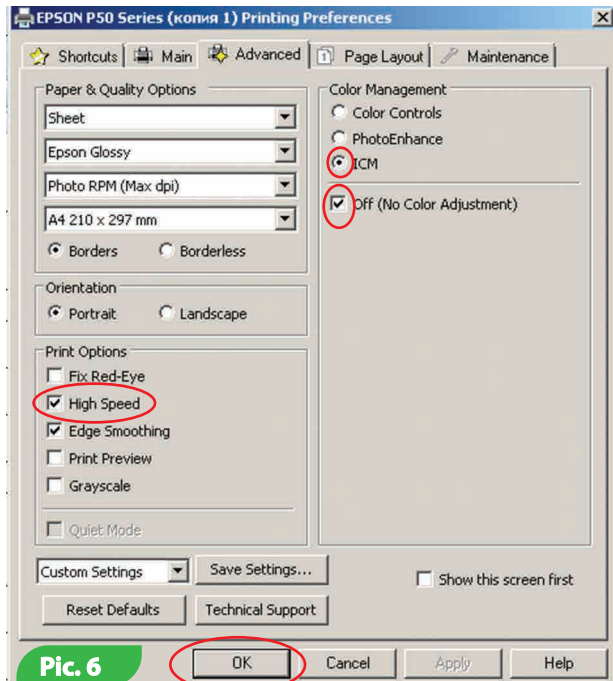 EPSON P50 Series (копия 1) Printing Preferences
Shortcuts Main Advanced 1 Page Layout Maintenance
Paper & Quality Options
Sheet
Epson Glossy
Photo RPM (Max dpi)
A4 210 x 297 mm
Borders Borderless
Orientation
Portrait Landscape
Print Options
Fix Red-Eye
High Speed
Edge Smoothing
Print Preview
Grayscale
Quiet Mode
Color Management
Color Controls
PhotoEnhance
ICM
Off (No Color Adjustment)
Custom Settings Save Settings...
Show this screen first
Reset Defaults Technical Support
Pic. 6
OK Cancel Apply Help